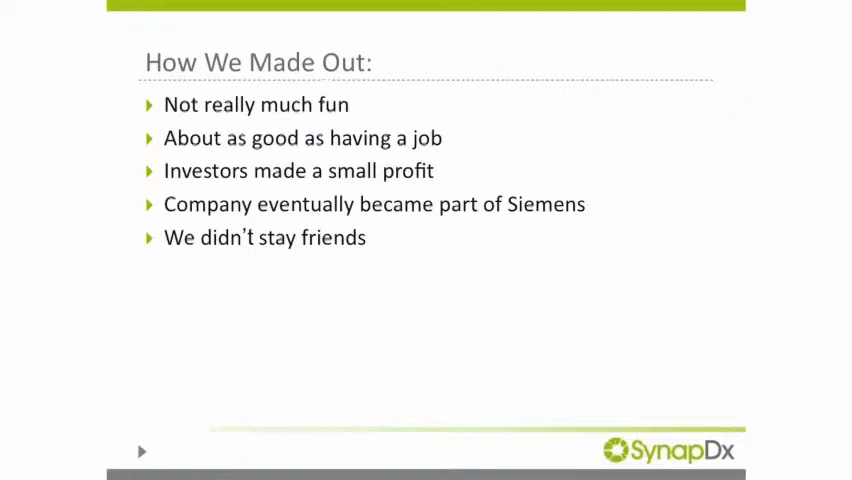 How We Made Out:
Not really much fun
About as good as having a job
Investors made a small profit
Company eventually became part of Siemens
We didn’t stay friends
SynapDx